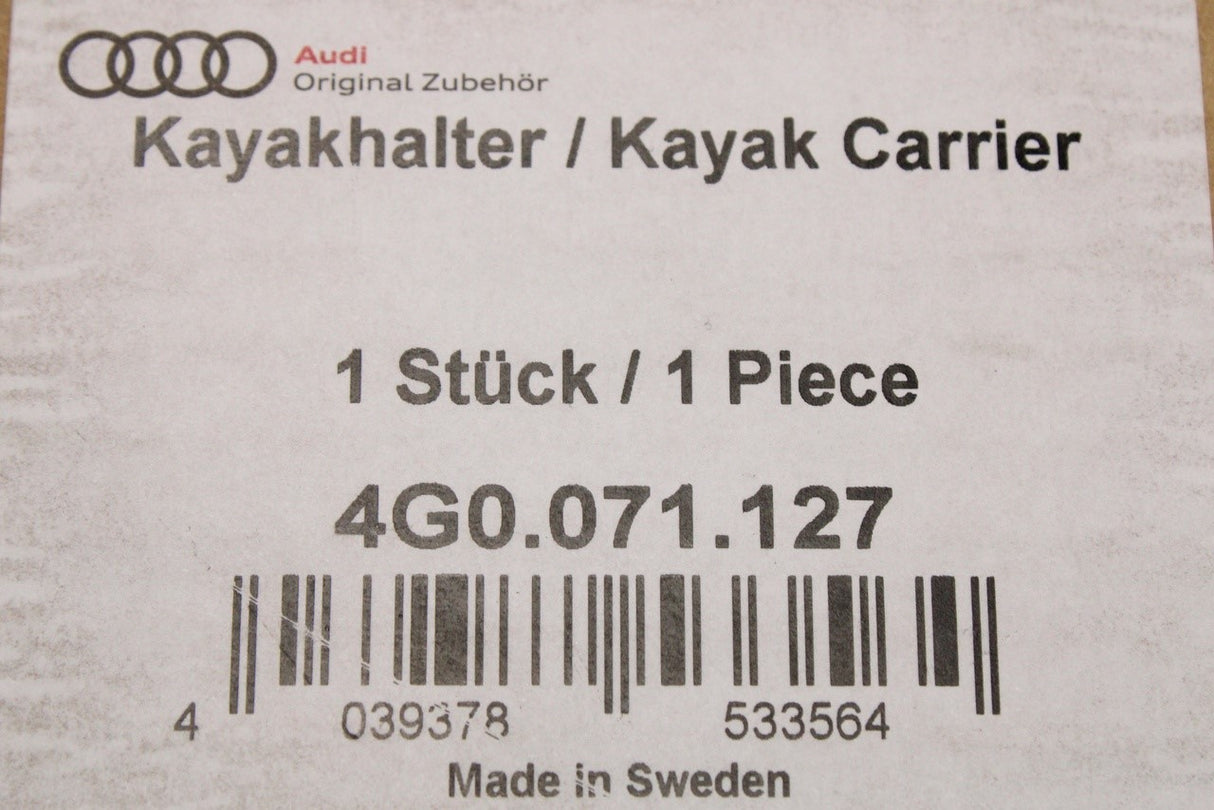 Audi
Original Zubehör
Kayakhalter / Kayak Carrier
1 Stück / 1 Piece
4G0.071.127
4 039378 533564
Made in Sweden